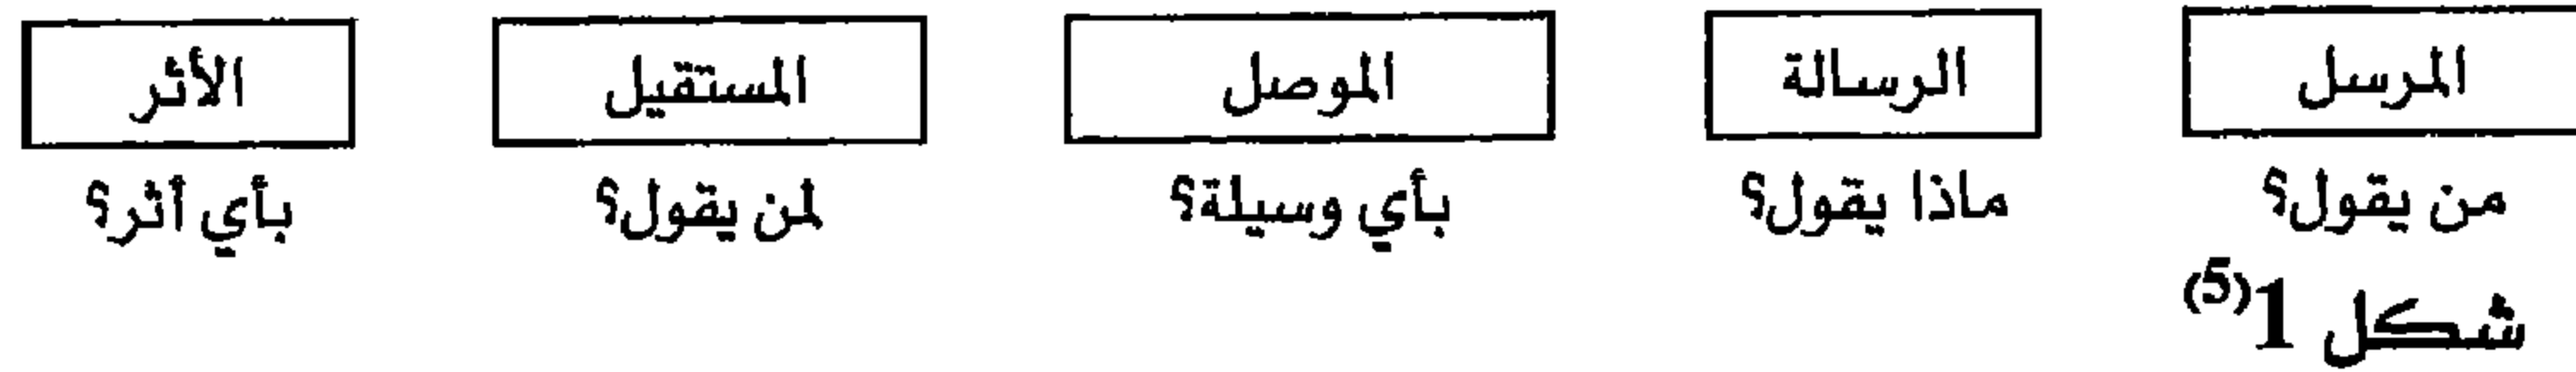 المرسل الرسالة الموصل المستقيل الأثر
من يقول؟ ماذا يقول؟ بأي وسيلة؟ لمن يقول؟ بأي أثر؟
شكل 1(5)